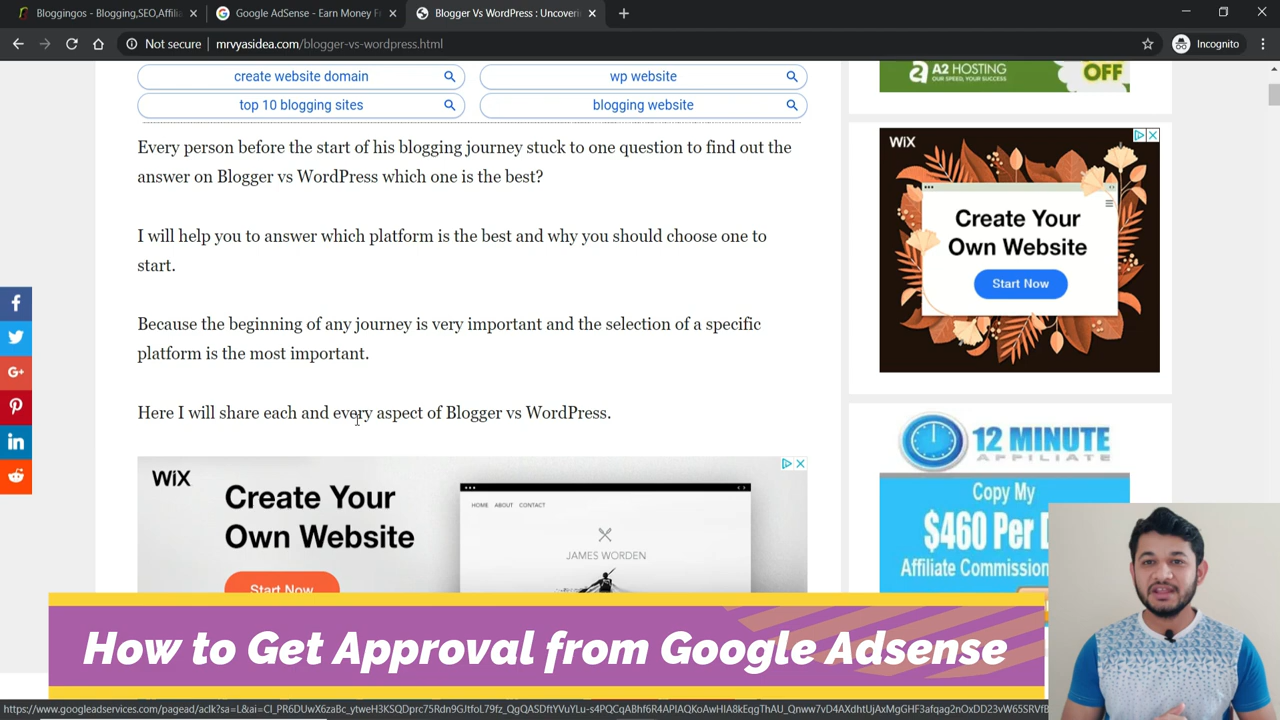 Bloggingos - Blogging,SEO,Affilia
Google AdSense - Earn Money F
Blogger Vs WordPress : Uncoveri
Not secure
mrvyasidea.com/blogger-vs-wordpress.html
Incognito
create website domain
wp website
top 10 blogging sites
blogging website
Every person before the start of his blogging journey stuck to one question to find out the
answer on Blogger vs WordPress which one is the best?
I will help you to answer which platform is the best and why you should choose one to
start.
Because the beginning of any journey is very important and the selection of a specific
platform is the most important.
Here I will share each and every aspect of Blogger vs WordPress.
WiX
Create Your
Own Website
Start Now
HOME ABOUT CONTACT
JAMES WORDEN
A2 HOSTING
OUR SPEED, YOUR SUCCESS
OFF
WiX
Create Your
Own Website
Start Now
12 MINUTE
AFFILIATE
Copy My
$460 Per D
Affiliate Commission
How to Get Approval from Google Adsense